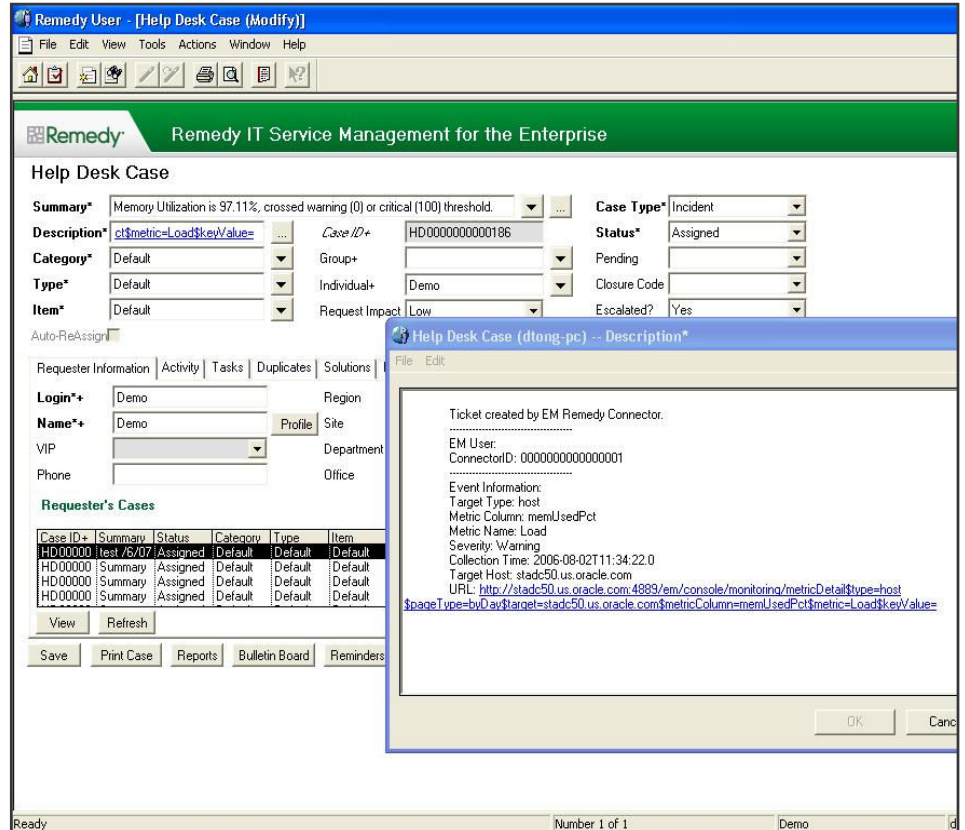 Remedy User - [Help Desk Case (Modify)]
File Edit View Tools Actions Window Help
Remedy Remedy IT Service Management for the Enterprise
Help Desk Case
Summary* Memory Utilization is 97.11%, crossed warning (0) or critical (100) threshold. ... Case Type* Incident
Description* ct$metric=Load$keyValue= ... Case ID+ HD0000000000186 Status* Assigned
Category* Default Group+ Pending
Type* Default Individual+ Demo Closure Code
Item* Default Request Impact Low Escalated? Yes
Auto-ReAssign
Requester Information Activity Tasks Duplicates Solutions
Login*+ Demo Region
Name*+ Demo Profile Site
VIP Department
Phone Office
Requester's Cases
Case ID+ Summary Status Category Type Item
HD00000 test /6/07 Assigned Default Default Default
HD00000 Summary Assigned Default Default Default
HD00000 Summary Assigned Default Default Default
HD00000 Summary Assigned Default Default Default
View Refresh
Save Print Case Reports Bulletin Board Reminders
Help Desk Case (dtong-pc) -- Description*
File Edit
Ticket created by EM Remedy Connector.
----------------------------------------
EM User:
ConnectorID: 0000000000000001
----------------------------------------
Event Information:
Target Type: host
Metric Column: memUsedPct
Metric Name: Load
Severity: Warning
Collection Time: 2006-08-02T11:34:22.0
Target Host: stadc50.us.oracle.com
URL: http://stadc50.us.oracle.com:4889/em/console/monitoring/metricDetail$type=host
$pageType=byDay$target=stadc50.us.oracle.com$metricColumn=memUsedPct$metric=Load$keyValue=
OK Canc
Ready Number 1 of 1 Demo d